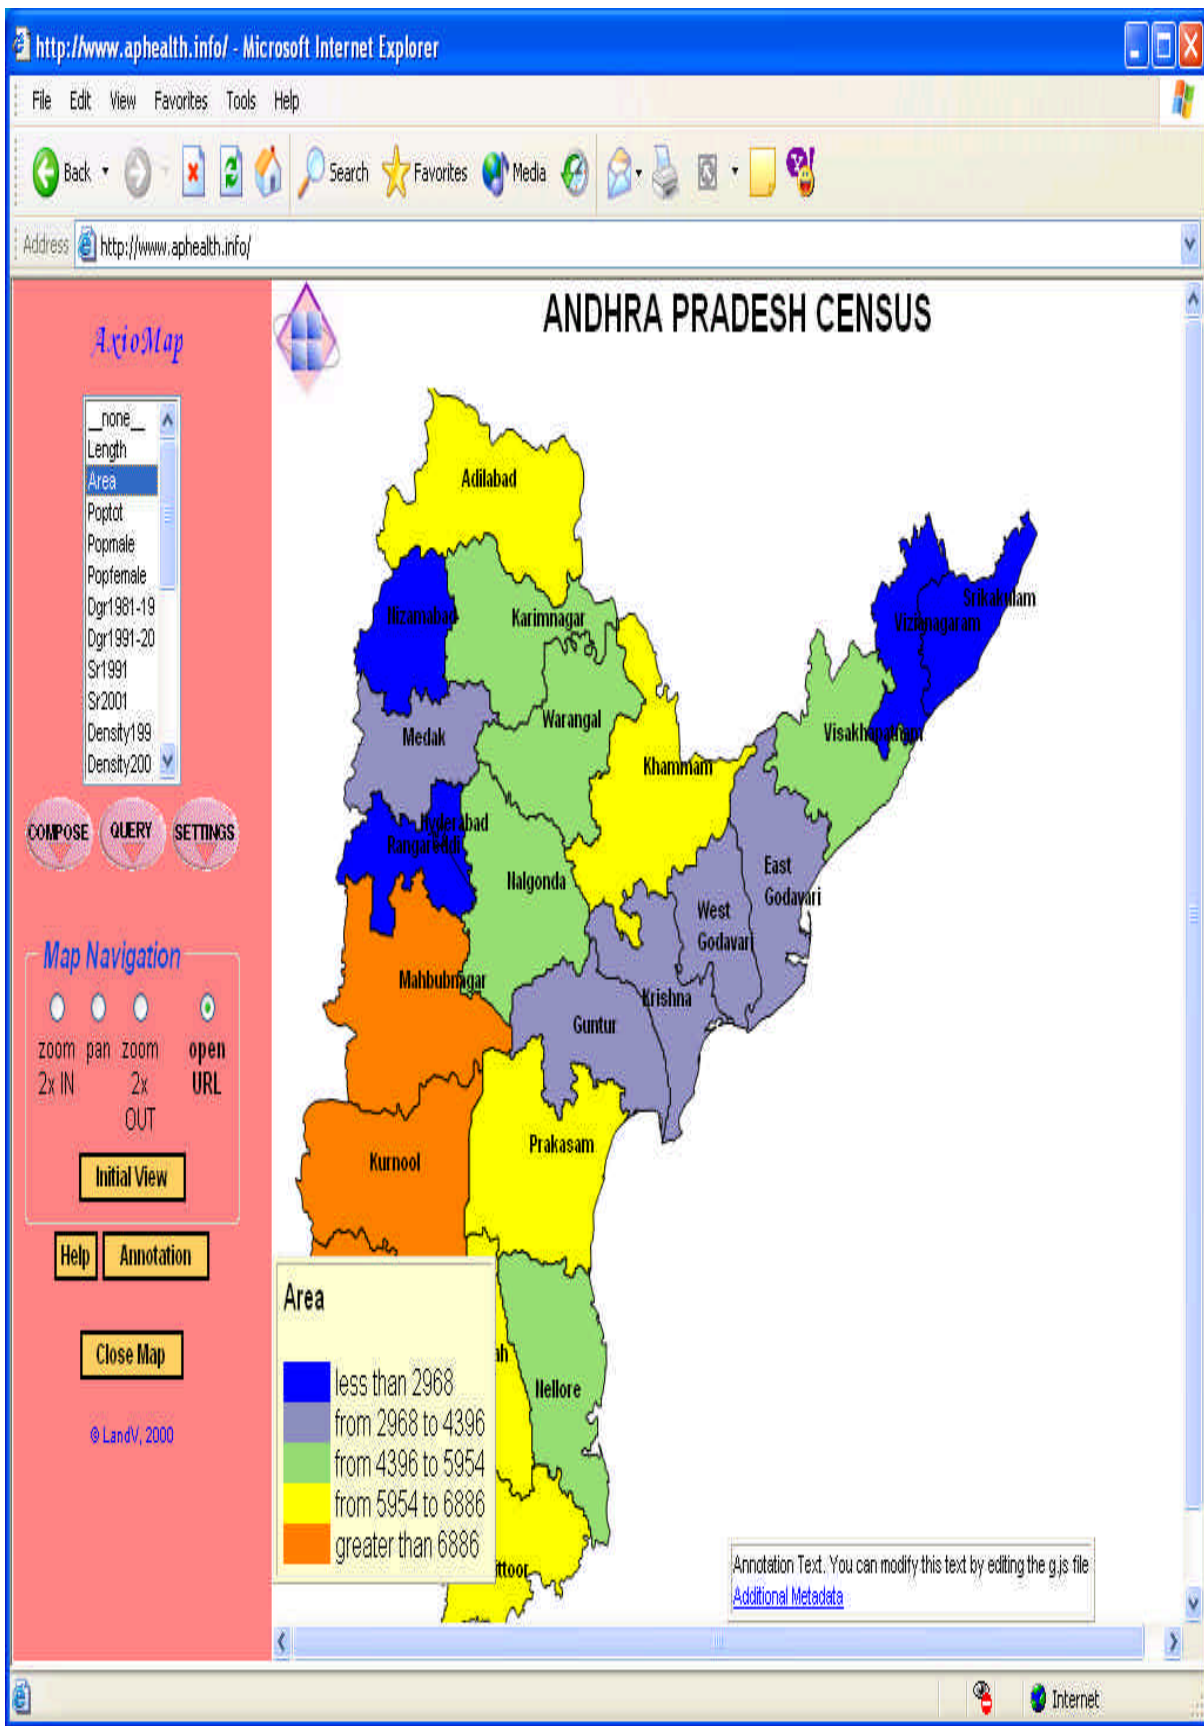 http://www.aphealth.info/ - Microsoft Internet Explorer
File Edit View Favorites Tools Help
Back Search Favorites Media
Address http://www.aphealth.info/
AxioMap
__none__
Length
Area
Poptot
Popmale
Popfemale
Dgr1981-19
Dgr1991-20
Sr1991
Sr2001
Density199
Density200
COMPOSE QUERY SETTINGS
Map Navigation
zoom 2x IN
pan
zoom 2x OUT
open URL
Initial View
Help Annotation
Close Map
© LandV, 2000
ANDHRA PRADESH CENSUS
Adilabad
Nizamabad
Karimnagar
Srikakulam
Vizianagaram
Medak
Warangal
Visakhapatnam
Khammam
Hyderabad
Rangareddi
Nalgonda
East
Godavari
West
Godavari
Mahbubnagar
Krishna
Guntur
Prakasam
Kurnool
ah
Nellore
ttoor
Area
less than 2968
from 2968 to 4396
from 4396 to 5954
from 5954 to 6886
greater than 6886
Annotation Text. You can modify this text by editing the g.js file
Additional Metadata
Internet